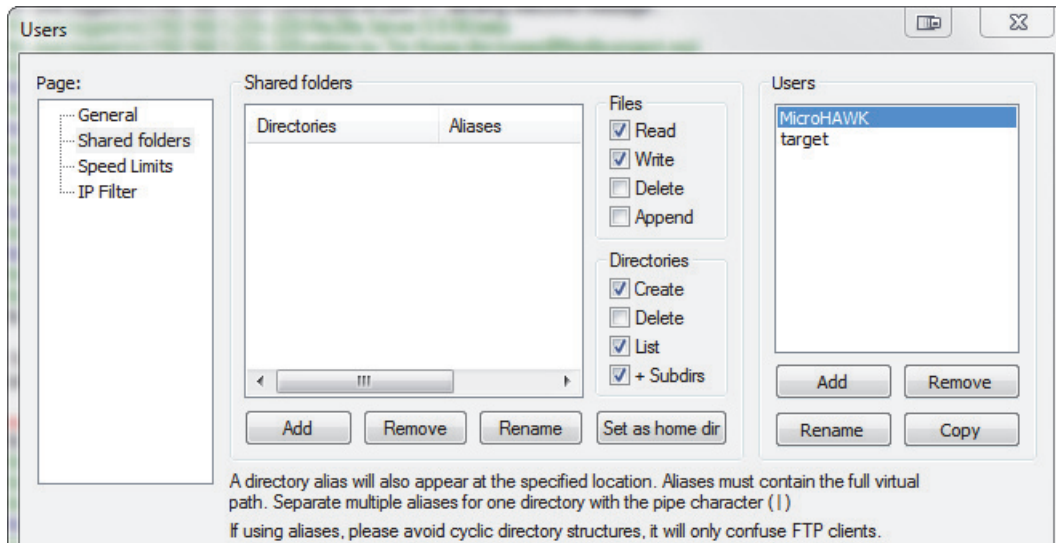 Users
Page:
General
Shared folders
Speed Limits
IP Filter
Shared folders
Directories Aliases
Files
Read
Write
Delete
Append
Directories
Create
Delete
List
+ Subdirs
Add Remove Rename Set as home dir
Users
MicroHAWK
target
Add Remove
Rename Copy
A directory alias will also appear at the specified location. Aliases must contain the full virtual
path. Separate multiple aliases for one directory with the pipe character ( | )
If using aliases, please avoid cyclic directory structures, it will only confuse FTP clients.